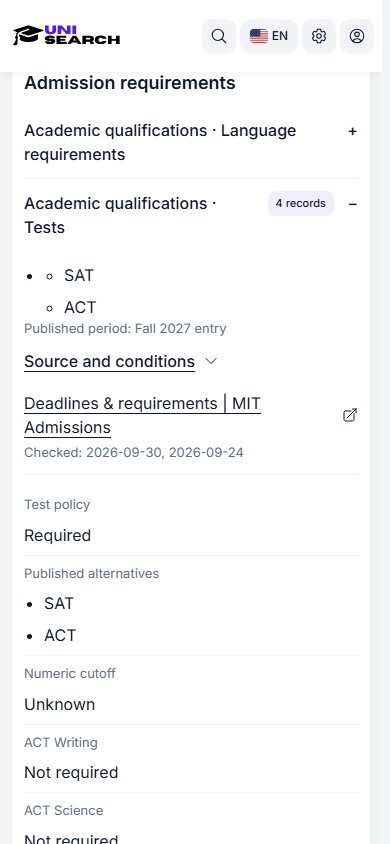 UNI
SEARCH
EN
Admission requirements
Academic qualifications · Language
requirements
+
Academic qualifications ·
Tests
4 records
−
SAT
ACT
Published period: Fall 2027 entry
Source and conditions
Deadlines & requirements | MIT
Admissions
Checked: 2026-09-30, 2026-09-24
Test policy
Required
Published alternatives
SAT
ACT
Numeric cutoff
Unknown
ACT Writing
Not required
ACT Science
Not required